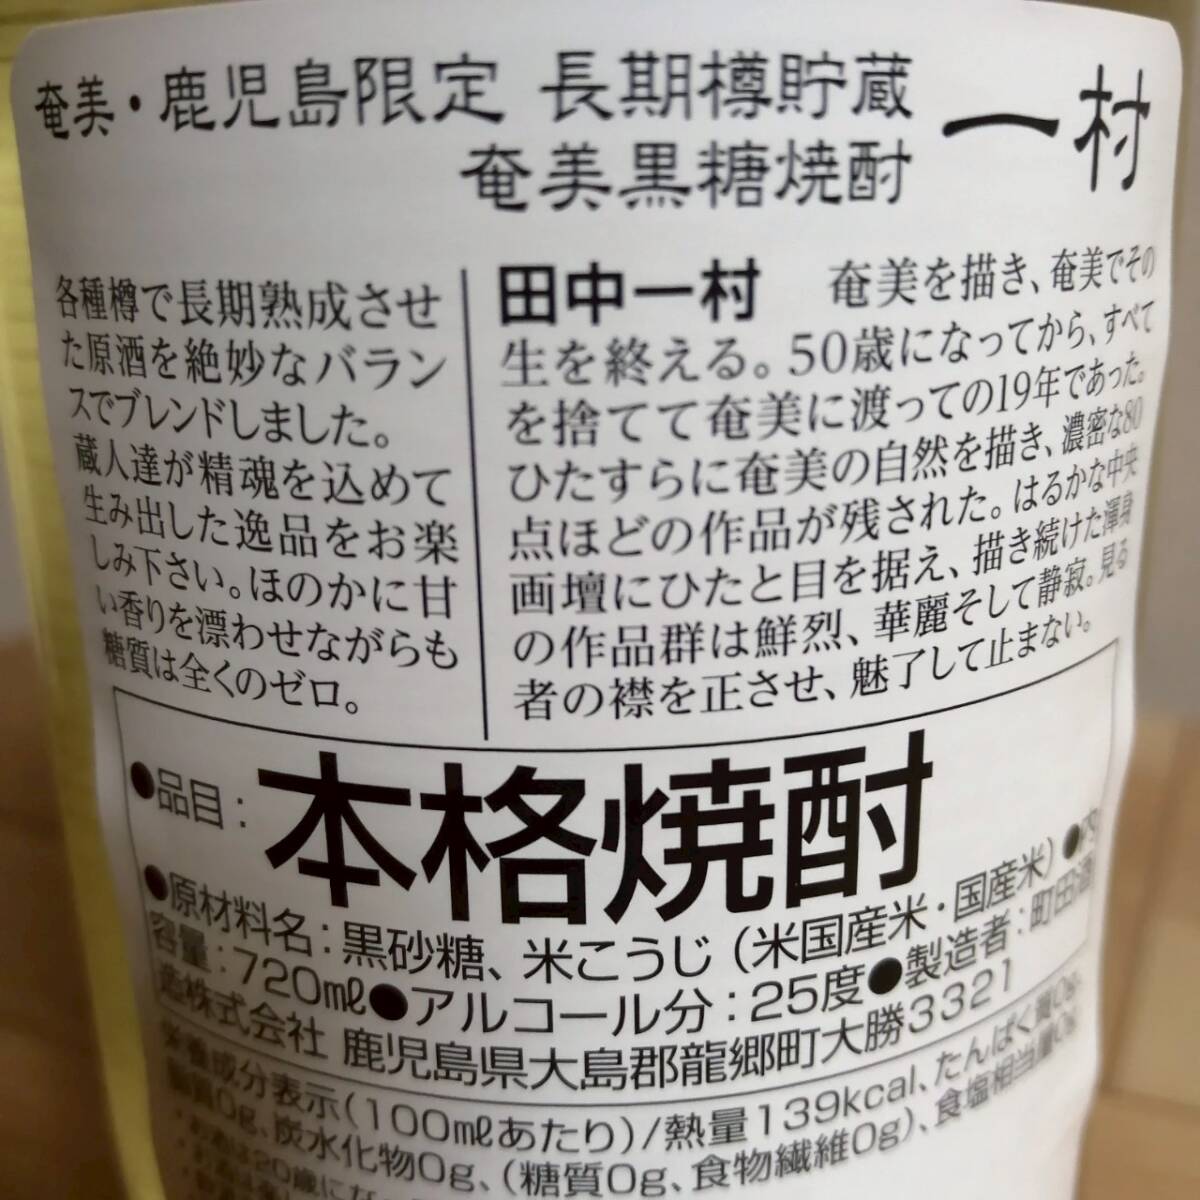 奄美・鹿児島限定 長期樽貯蔵
奄美黒糖焼酎
一村
各種樽で長期熟成させ
た原酒を絶妙なバラン
スでブレンドしました。
蔵人達が精魂を込めて
生み出した逸品をお楽
しみ下さい。ほのかに甘
い香りを漂わせながらも
糖質は全くのゼロ。
田中一村 奄美を描き、奄美でその
生を終える。50歳になってから、すべて
を捨てて奄美に渡っての19年であった。
ひたすらに奄美の自然を描き、濃密な80
点ほどの作品が残された。はるかな中央
画壇にひたと目を据え、描き続けた渾身
の作品群は鮮烈、華麗そして静寂。見る
者の襟を正させ、魅了して止まない。
●品目：本格焼酎
●原材料名：黒砂糖、米こうじ（米国産米・国産米）●内
容量：720㎖●アルコール分：25度●製造者：町田酒
造株式会社 鹿児島県大島郡龍郷町大勝3321
栄養成分表示（100㎖あたり）/熱量139kcal、たんぱく質0g、
脂質0g、炭水化物0g、（糖質0g、食物繊維0g）、食塩相当量0g